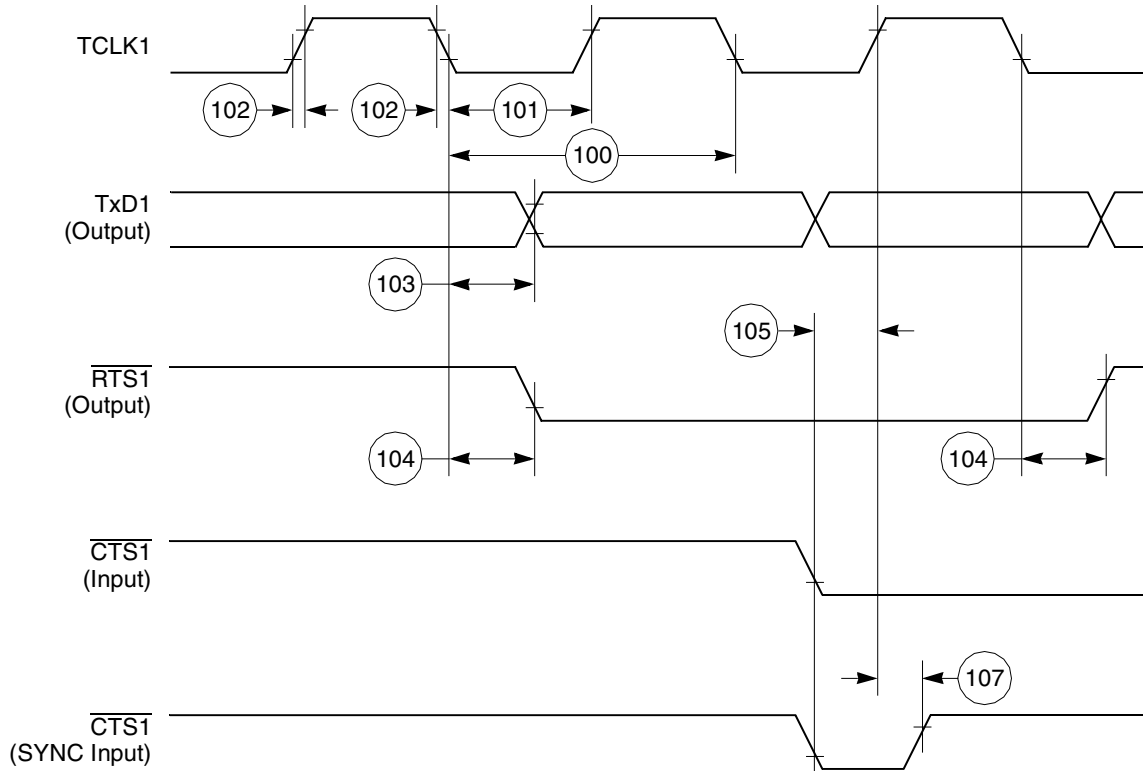 TCLK1
102
102
101
100
TxD1
(Output)
103
105
RTS1
(Output)
104
104
CTS1
(Input)
107
CTS1
(SYNC Input)